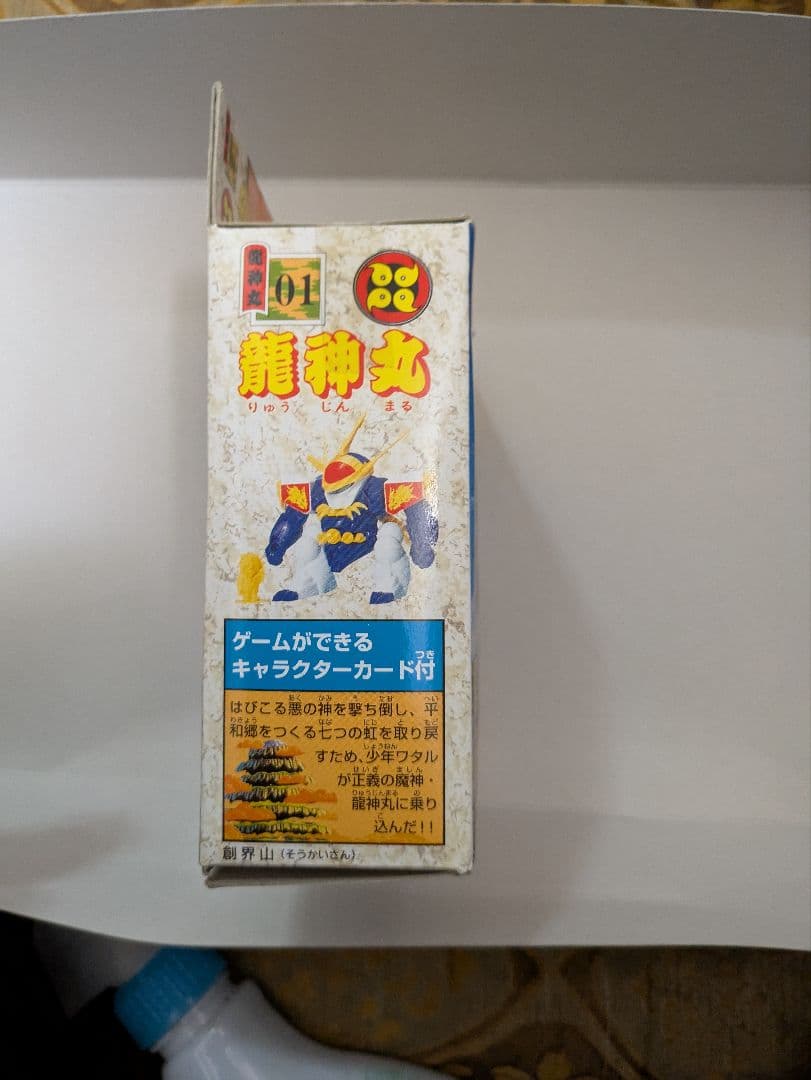 龍神丸
01
龍神丸
りゅう じん まる
ゲームができる
キャラクターカード付
はびこる悪の神を撃ち倒し、平
和郷をつくる七つの虹を取り戻
すため、少年ワタル
が正義の魔神・
龍神丸に乗り
込んだ!!
創界山(そうかいざん)